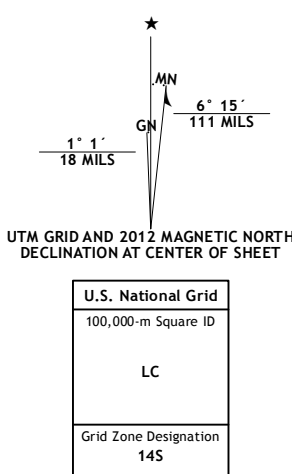 ★
MN
GN
6° 15´
111 MILS
1° 1´
18 MILS
UTM GRID AND 2012 MAGNETIC NORTH
DECLINATION AT CENTER OF SHEET
U.S. National Grid
100,000-m Square ID
LC
Grid Zone Designation
14S